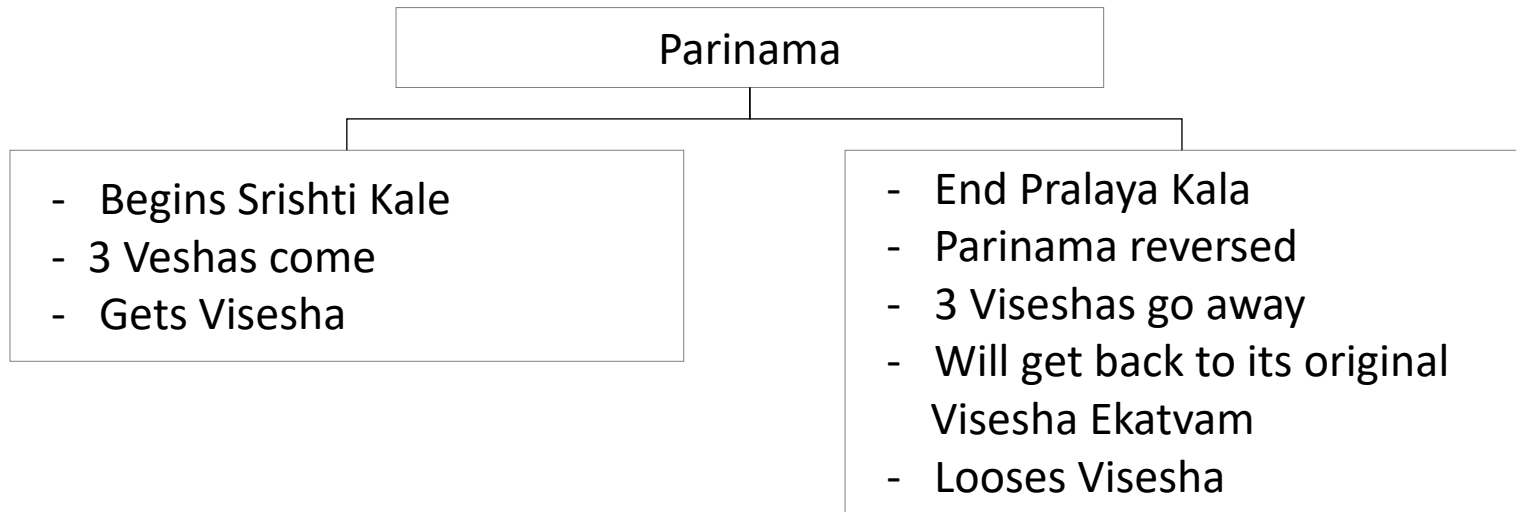 Parinama
- Begins Srishti Kale
- 3 Veshas come
- Gets Visesha
- End Pralaya Kala
- Parinama reversed
- 3 Viseshas go away
- Will get back to its original
Visesha Ekatvam
- Looses Visesha